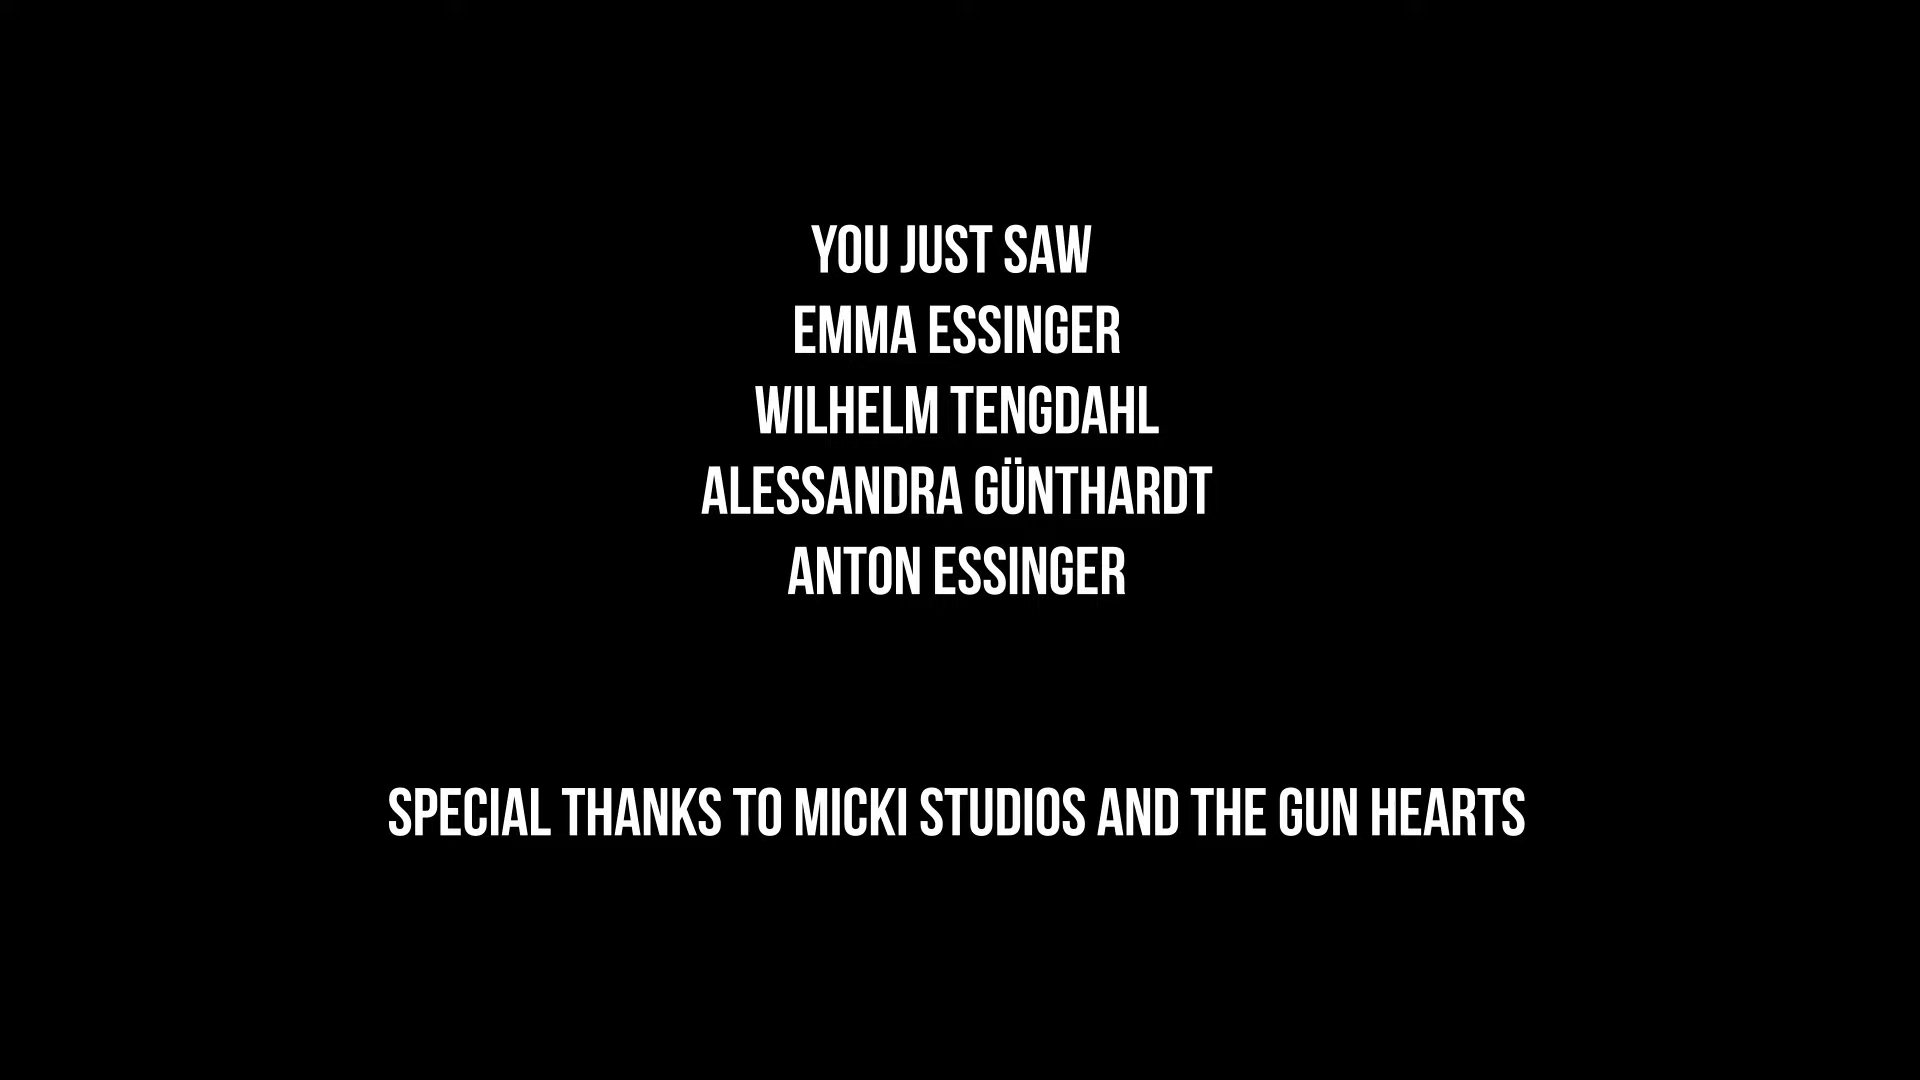 YOU JUST SAW
EMMA ESSINGER
WILHELM TENGDAHL
ALESSANDRA GÜNTHARDT
ANTON ESSINGER
SPECIAL THANKS TO MICKI STUDIOS AND THE GUN HEARTS